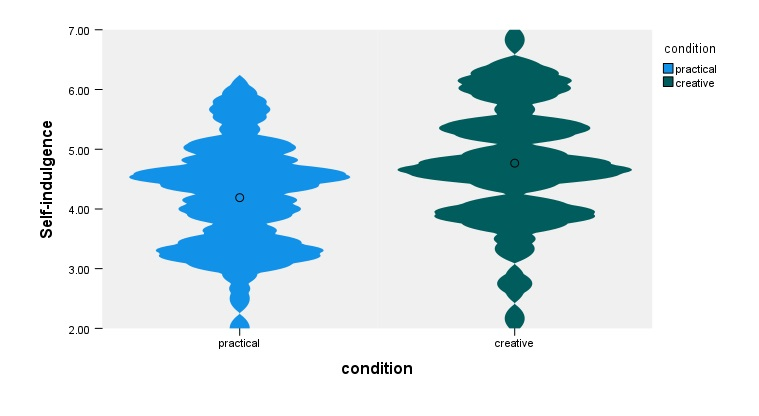 7.00
6.00
5.00
4.00
3.00
2.00
Self-indulgence
practical
creative
condition
condition
practical
creative